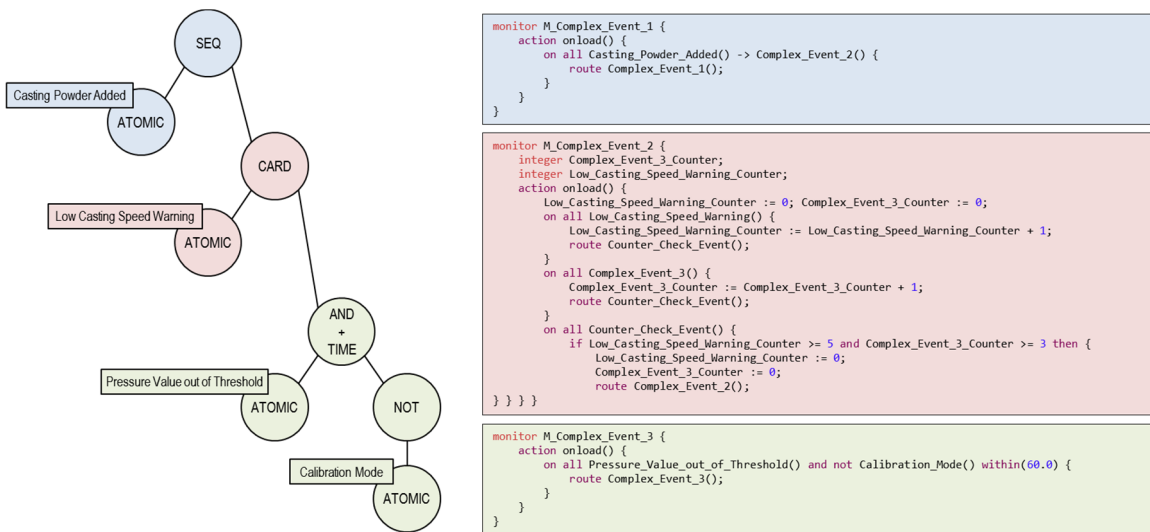 SEQ
Casting Powder Added
ATOMIC
CARD
Low Casting Speed Warning
ATOMIC
AND
+
TIME
Pressure Value out of Threshold
ATOMIC
NOT
Calibration Mode
ATOMIC
monitor M_Complex_Event_1 {
    action onload() {
        on all Casting_Powder_Added() -> Complex_Event_2() {
            route Complex_Event_1();
        }
    }
}
monitor M_Complex_Event_2 {
    integer Complex_Event_3_Counter;
    integer Low_Casting_Speed_Warning_Counter;
    action onload() {
        Low_Casting_Speed_Warning_Counter := 0; Complex_Event_3_Counter := 0;
        on all Low_Casting_Speed_Warning() {
            Low_Casting_Speed_Warning_Counter := Low_Casting_Speed_Warning_Counter + 1;
            route Counter_Check_Event();
        }
        on all Complex_Event_3() {
            Complex_Event_3_Counter := Complex_Event_3_Counter + 1;
            route Counter_Check_Event();
        }
        on all Counter_Check_Event() {
            if Low_Casting_Speed_Warning_Counter >= 5 and Complex_Event_3_Counter >= 3 then {
                Low_Casting_Speed_Warning_Counter := 0;
                Complex_Event_3_Counter := 0;
                route Complex_Event_2();
} } } }
monitor M_Complex_Event_3 {
    action onload() {
        on all Pressure_Value_out_of_Threshold() and not Calibration_Mode() within(60.0) {
            route Complex_Event_3();
        }
    }
}